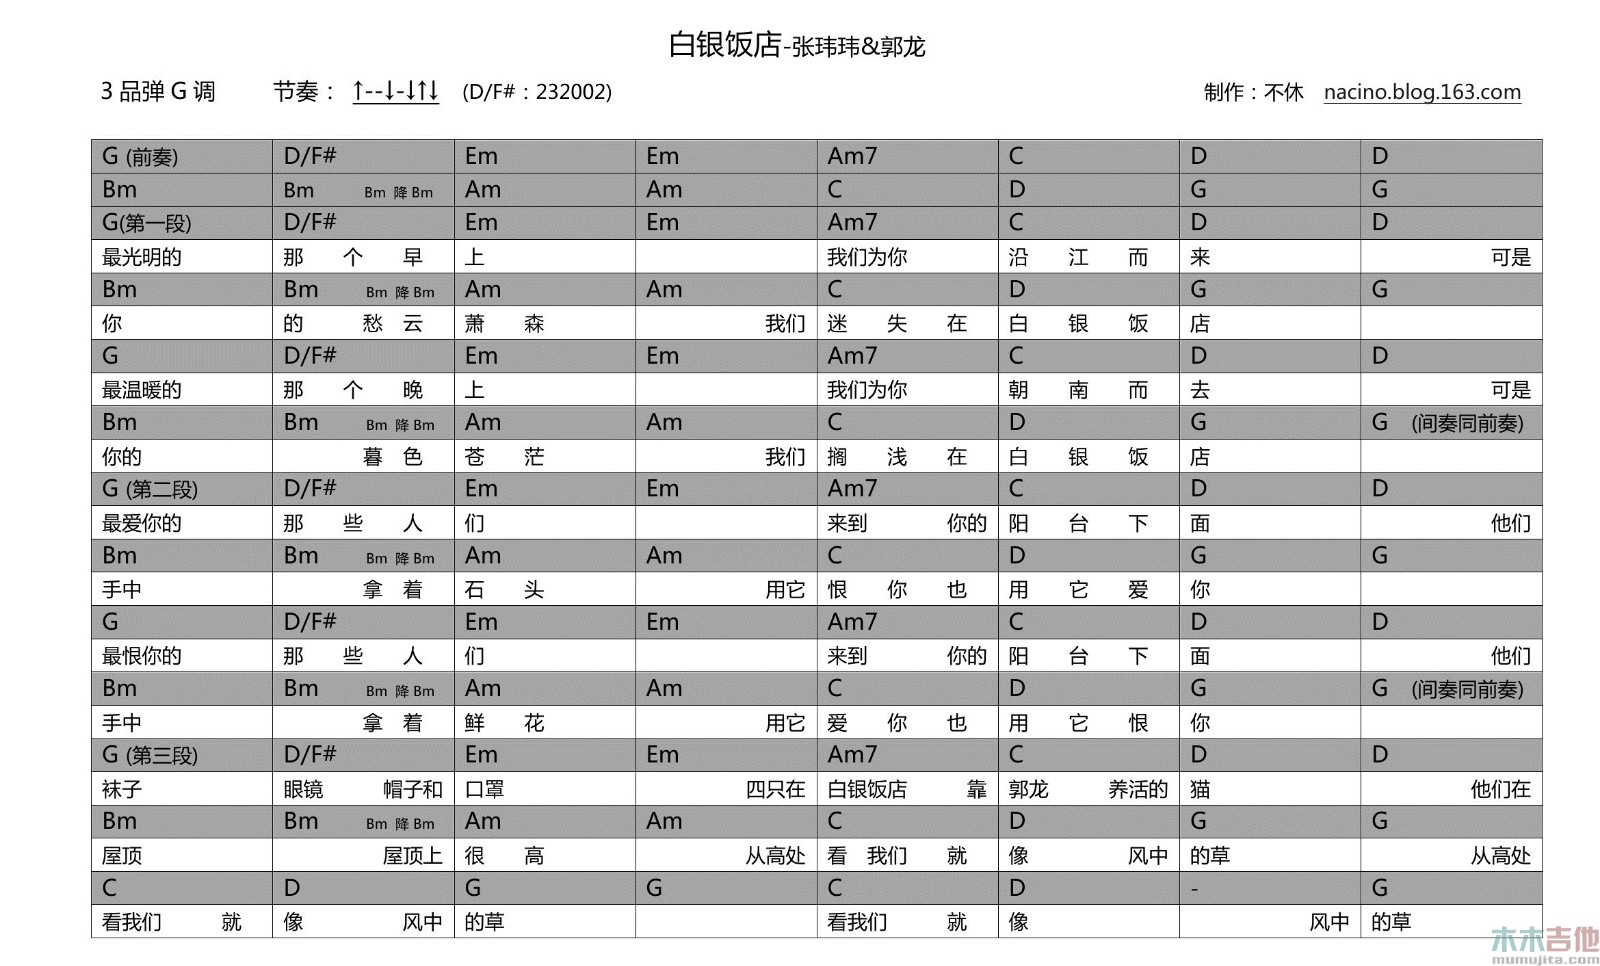 白银饭店-张玮玮&郭龙
3品弹G调 节奏： ↑--↓-↓↑↓ (D/F#：232002) 制作：不休 nacino.blog.163.com
G (前奏) D/F# Em Em Am7 C D D
Bm Bm Bm 降 Bm Am Am C D G G
G(第一段) D/F# Em Em Am7 C D D
最光明的 那 个 早 上 我们为你 沿 江 而 来 可是
Bm Bm Bm 降 Bm Am Am C D G G
你 的 愁 云 萧 森 我们 迷 失 在 白 银 饭 店
G D/F# Em Em Am7 C D D
最温暖的 那 个 晚 上 我们为你 朝 南 而 去 可是
Bm Bm Bm 降 Bm Am Am C D G G (间奏同前奏)
你的 暮 色 苍 茫 我们 搁 浅 在 白 银 饭 店
G (第二段) D/F# Em Em Am7 C D D
最爱你的 那 些 人 们 来到 你的 阳 台 下 面 他们
Bm Bm Bm 降 Bm Am Am C D G G
手中 拿 着 石 头 用它 恨 你 也 用 它 爱 你
G D/F# Em Em Am7 C D D
最恨你的 那 些 人 们 来到 你的 阳 台 下 面 他们
Bm Bm Bm 降 Bm Am Am C D G G (间奏同前奏)
手中 拿 着 鲜 花 用它 爱 你 也 用 它 恨 你
G (第三段) D/F# Em Em Am7 C D D
袜子 眼镜 帽子和 口罩 四只在 白银饭店 靠 郭龙 养活的 猫 他们在
Bm Bm Bm 降 Bm Am Am C D G G
屋顶 屋顶上 很 高 从高处 看 我们 就 像 风中 的草 从高处
C D G G C D - G
看我们 就 像 风中 的草 看我们 就 像 风中 的草
木木吉他
mumujita.com